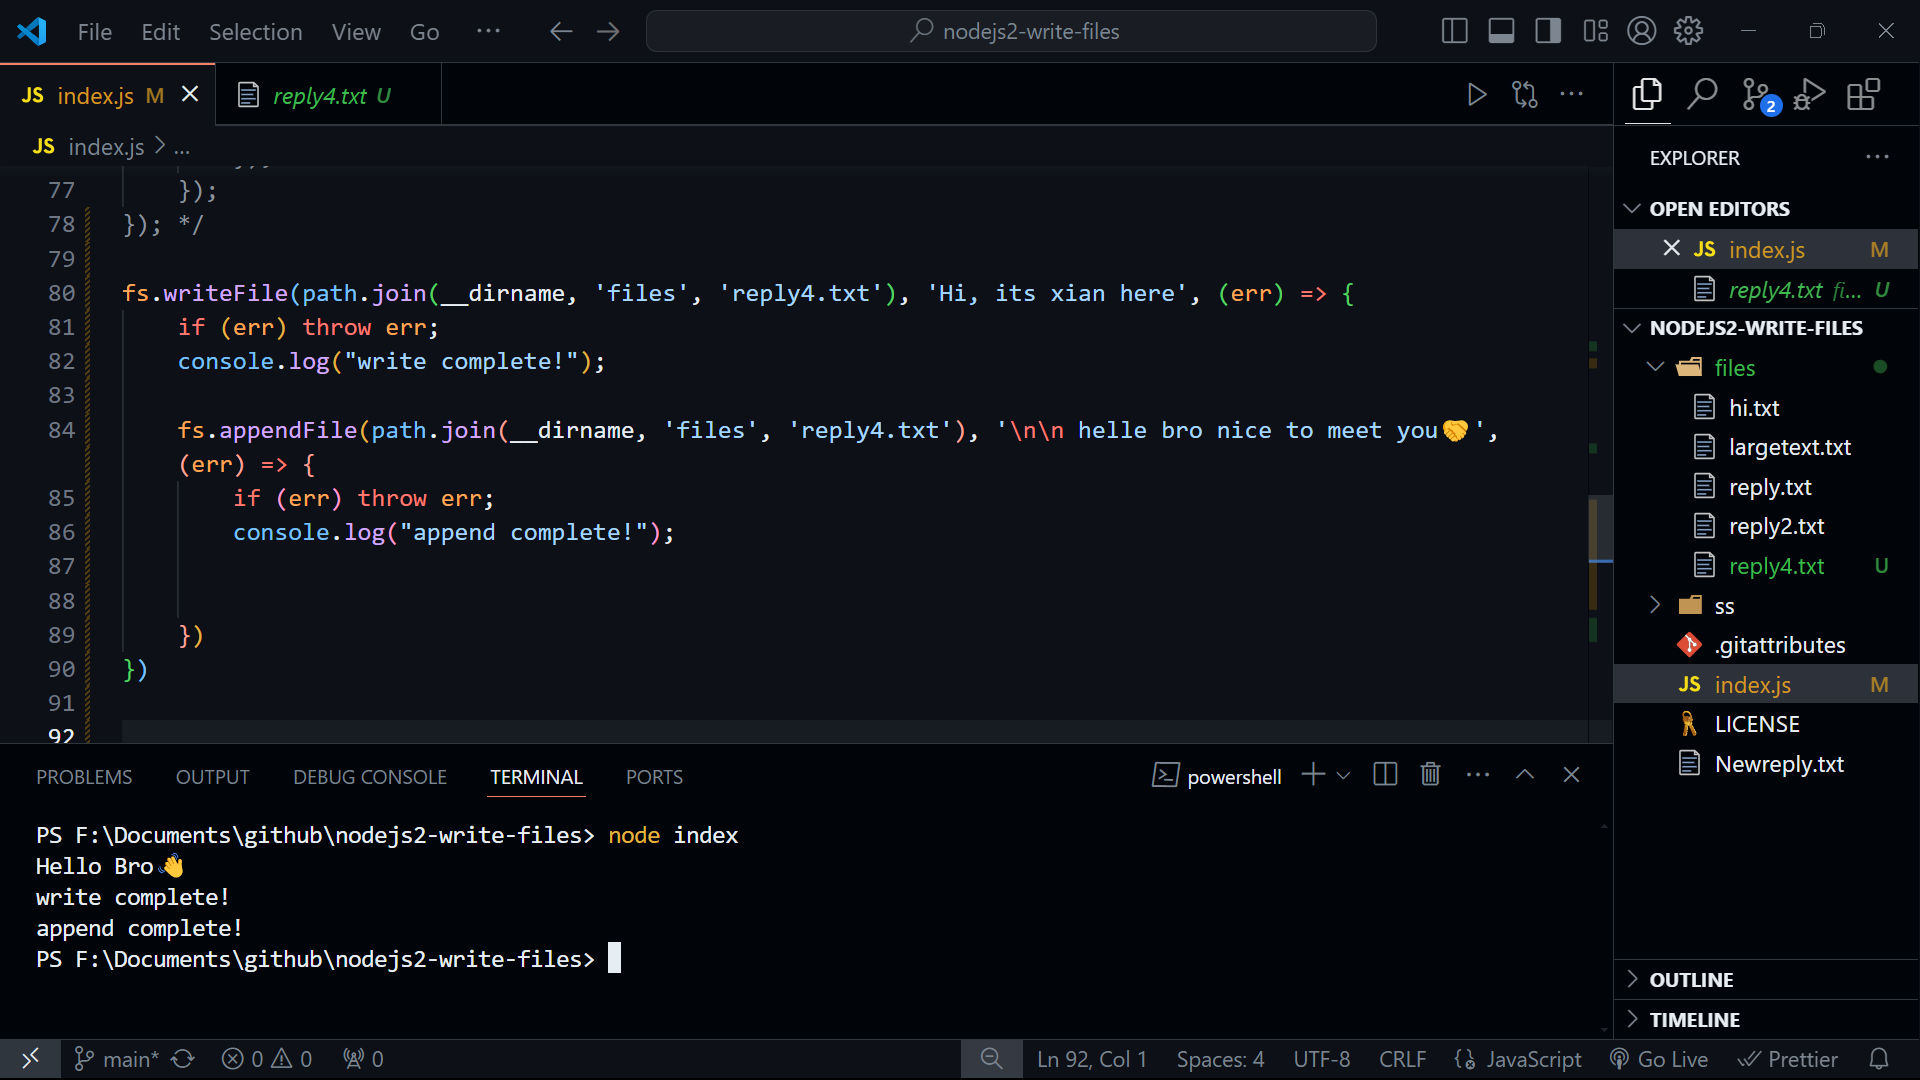 File Edit Selection View Go ··· nodejs2-write-files
JS index.js M reply4.txt U
JS index.js > ...
77 });
78 }); */
79
80 fs.writeFile(path.join(__dirname, 'files', 'reply4.txt'), 'Hi, its xian here', (err) => {
81 if (err) throw err;
82 console.log("write complete!");
83
84 fs.appendFile(path.join(__dirname, 'files', 'reply4.txt'), '\n\n helle bro nice to meet you🤝',
(err) => {
85 if (err) throw err;
86 console.log("append complete!");
87
88
89 })
90 })
91
92
PROBLEMS OUTPUT DEBUG CONSOLE TERMINAL PORTS powershell
PS F:\Documents\github\nodejs2-write-files> node index
Hello Bro👋
write complete!
append complete!
PS F:\Documents\github\nodejs2-write-files>
2
EXPLORER
OPEN EDITORS
JS index.js M
reply4.txt fi... U
NODEJS2-WRITE-FILES
files
hi.txt
largetext.txt
reply.txt
reply2.txt
reply4.txt U
ss
.gitattributes
JS index.js M
LICENSE
Newreply.txt
OUTLINE
TIMELINE
main* 0 0 0 Ln 92, Col 1 Spaces: 4 UTF-8 CRLF {} JavaScript Go Live Prettier